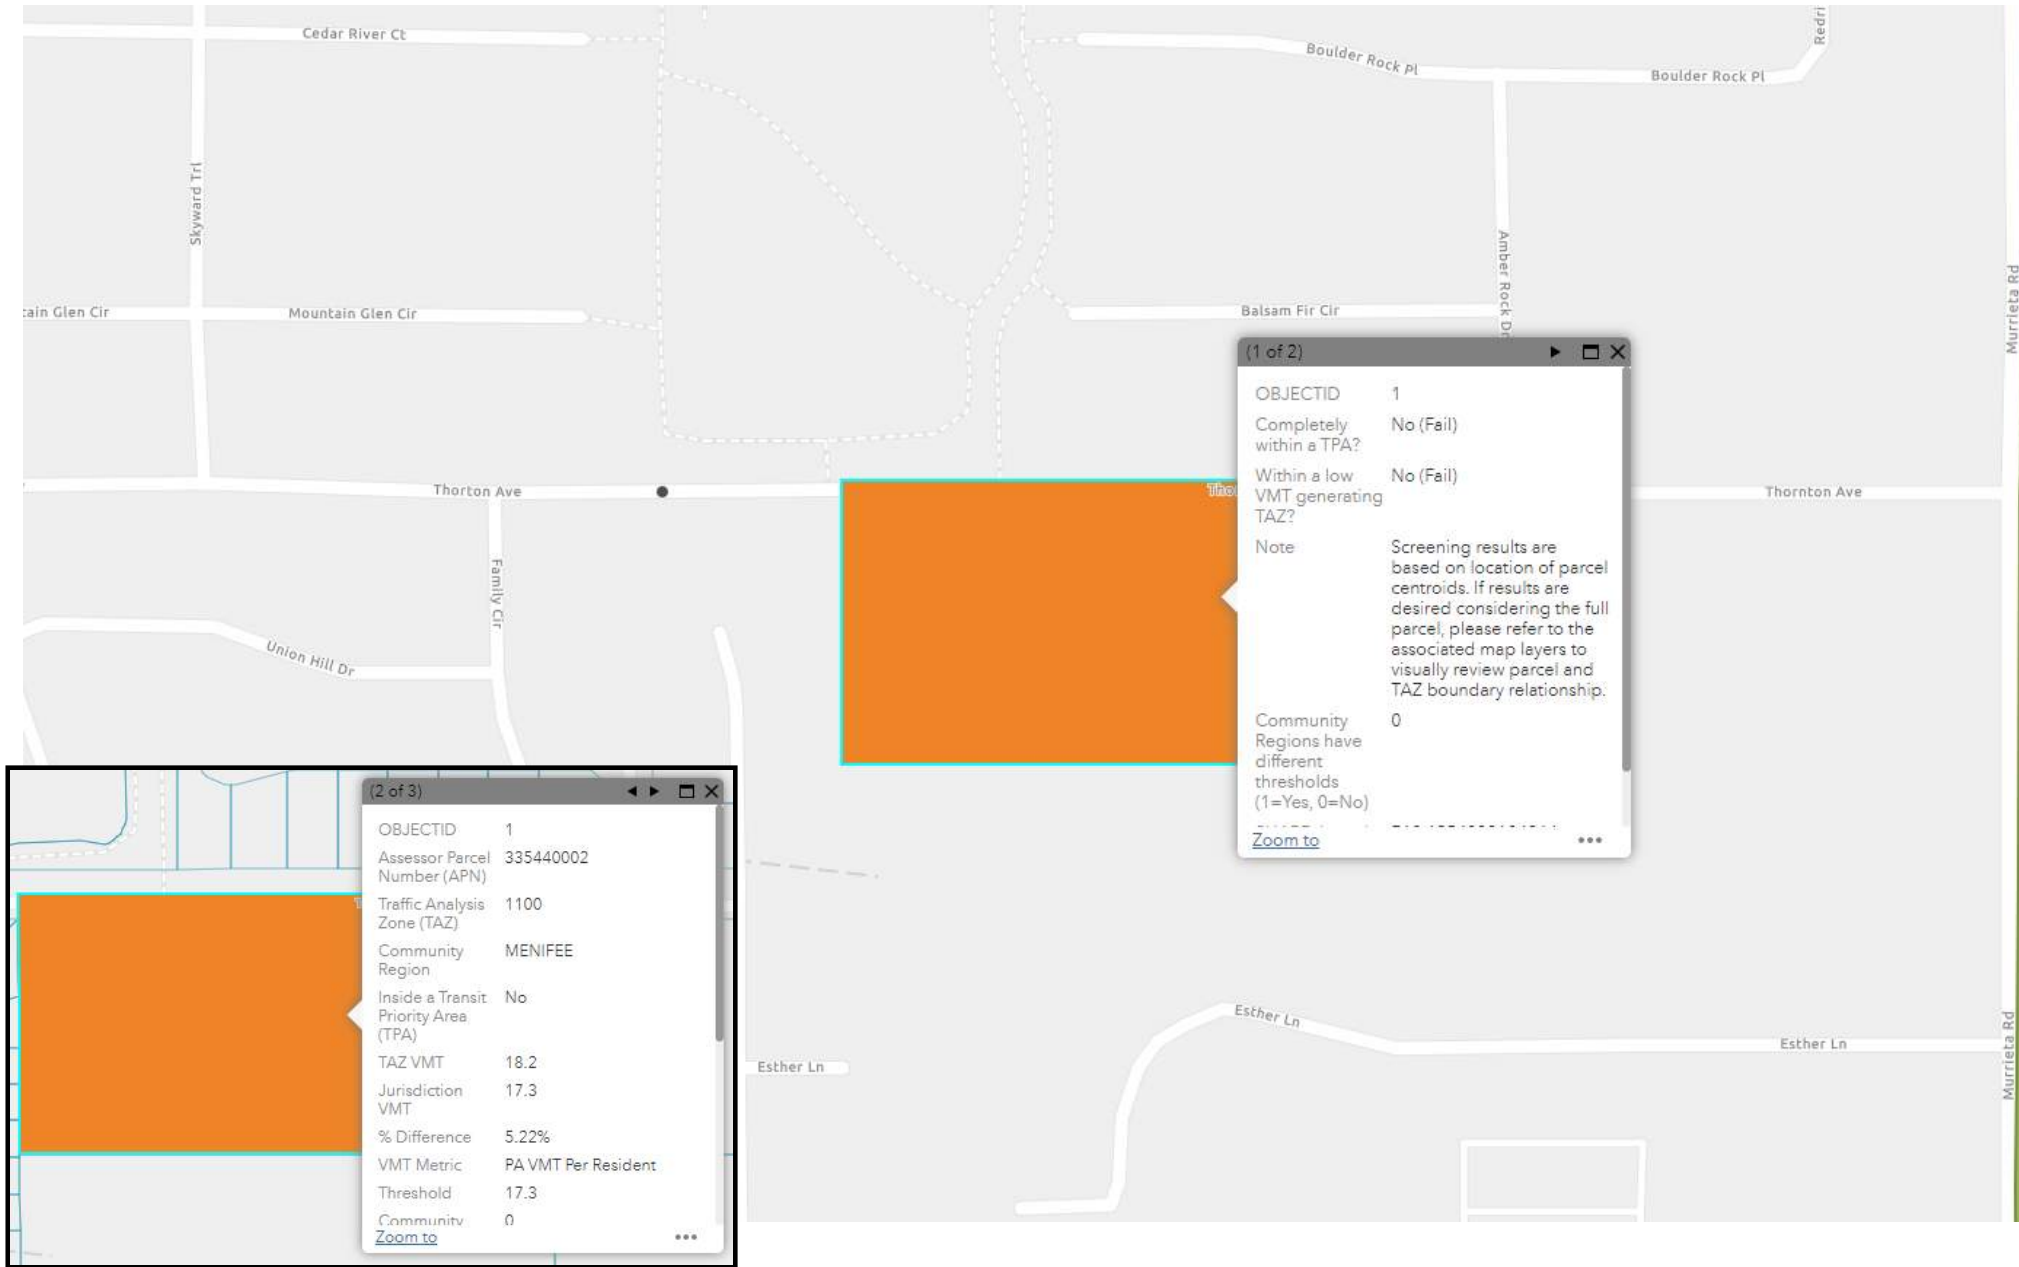 Cedar River Ct
Boulder Rock Pl
Boulder Rock Pl
Redri
Skyward Trl
Amber Rock Dr
Murrieta Rd
tain Glen Cir
Mountain Glen Cir
Balsam Fir Cir
Thorton Ave
Tho
Thornton Ave
Family Cir
Union Hill Dr
(1 of 2)
OBJECTID 1
Completely No (Fail)
within a TPA?
Within a low No (Fail)
VMT generating
TAZ?
Note Screening results are
based on location of parcel
centroids. If results are
desired considering the full
parcel, please refer to the
associated map layers to
visually review parcel and
TAZ boundary relationship.
Community 0
Regions have
different
thresholds
(1=Yes, 0=No)
Zoom to
(2 of 3)
OBJECTID 1
Assessor Parcel 335440002
Number (APN)
Traffic Analysis 1100
Zone (TAZ)
Community MENIFEE
Region
Inside a Transit No
Priority Area
(TPA)
TAZ VMT 18.2
Jurisdiction 17.3
VMT
% Difference 5.22%
VMT Metric PA VMT Per Resident
Threshold 17.3
Community 0
Zoom to
Esther Ln
Esther Ln
Esther Ln
Murrieta Rd